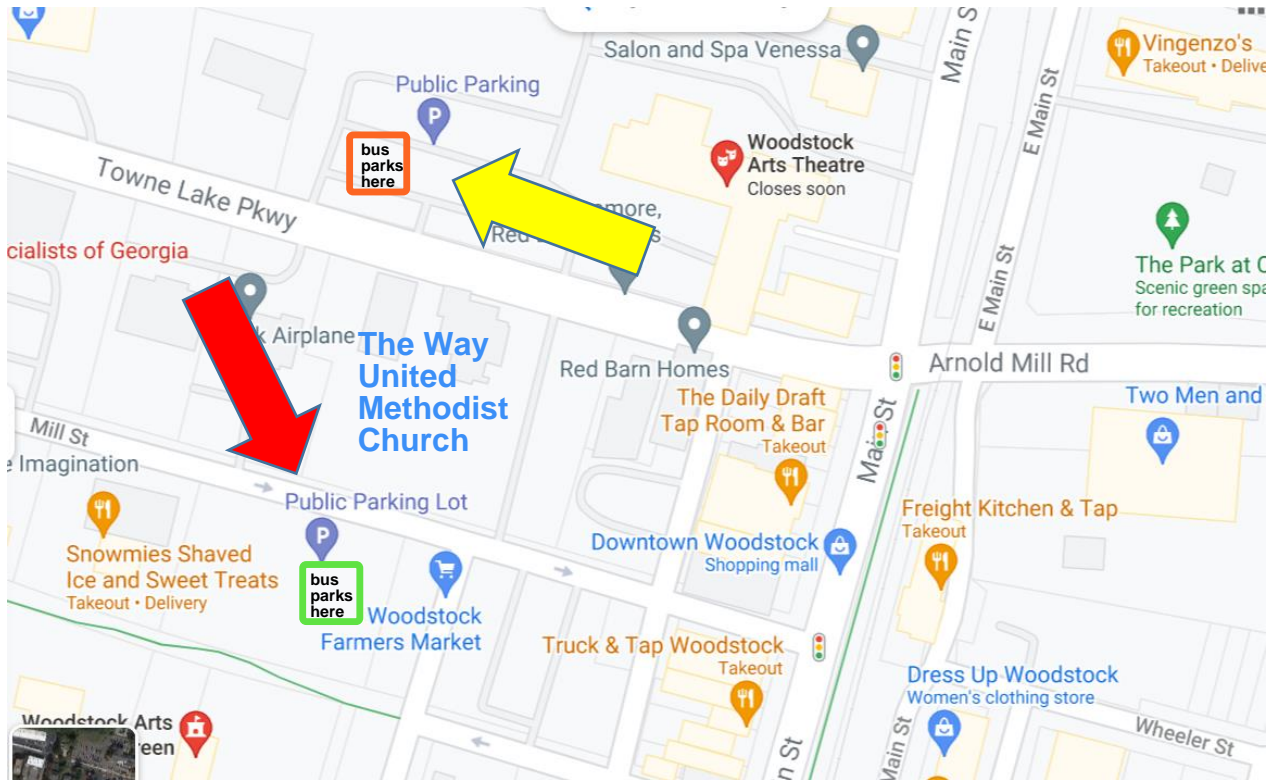 Main S
Salon and Spa Venessa
Vingenzo's
Takeout • Delive
Public Parking
P
E Main St
bus
parks
here
Woodstock
Arts Theatre
Closes soon
Towne Lake Pkwy
more,
Red
s
cialists of Georgia
E Main St
The Park at C
Scenic green spa
for recreation
k Airplane
The Way
United
Methodist
Church
Red Barn Homes
Arnold Mill Rd
The Daily Draft
Tap Room & Bar
Takeout
Two Men and
Main St
Mill St
e Imagination
Public Parking Lot
P
Freight Kitchen & Tap
Takeout
Downtown Woodstock
Shopping mall
Snowmies Shaved
Ice and Sweet Treats
Takeout • Delivery
bus
parks
here
Woodstock
Farmers Market
Truck & Tap Woodstock
Takeout
Dress Up Woodstock
Women's clothing store
Woodstock Arts
reen
Wheeler St
n St
Main St